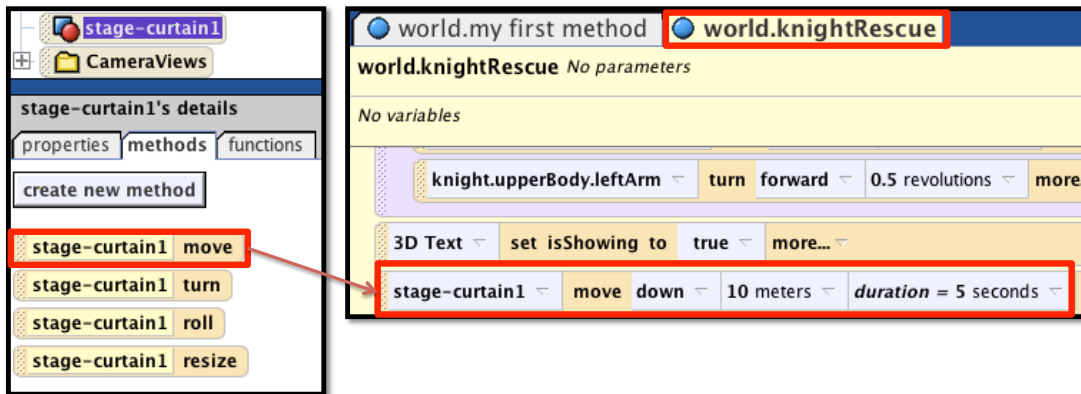 stage-curtain1
CameraViews
stage-curtain1's details
properties methods functions
create new method
stage-curtain1 move
stage-curtain1 turn
stage-curtain1 roll
stage-curtain1 resize
world.my first method world.knightRescue
world.knightRescue No parameters
No variables
knight.upperBody.leftArm turn forward 0.5 revolutions more
3D Text set isShowing to true more...
stage-curtain1 move down 10 meters duration = 5 seconds